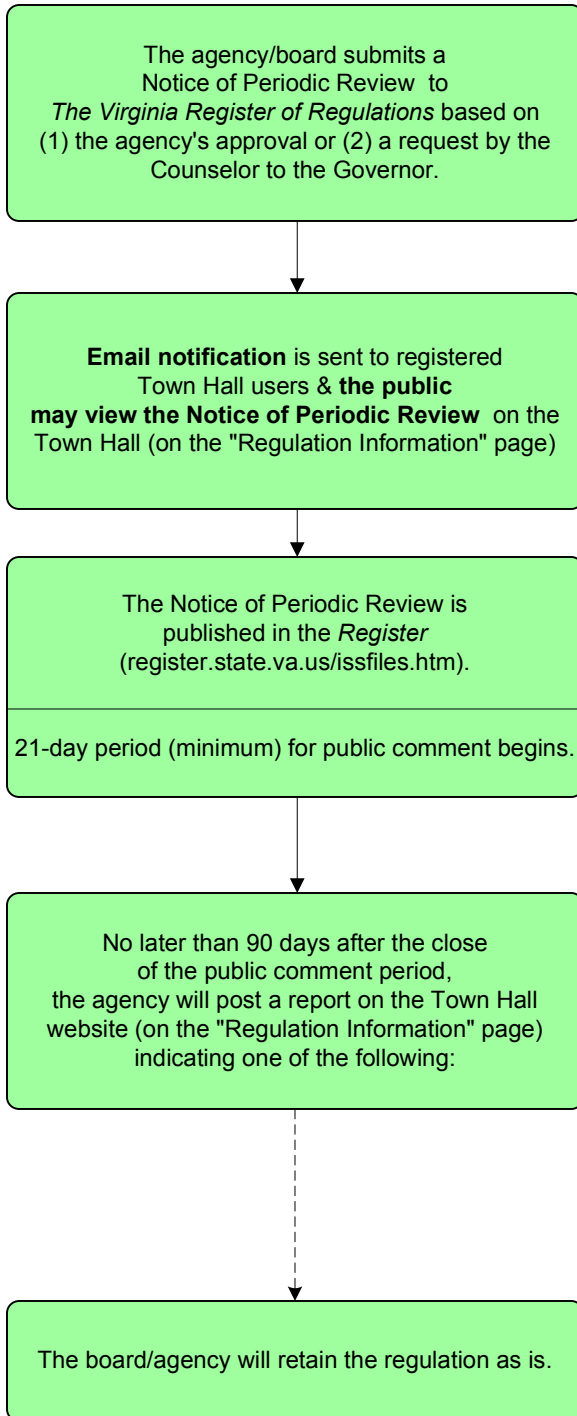 The agency/board submits a
Notice of Periodic Review to
The Virginia Register of Regulations based on
(1) the agency's approval or (2) a request by the
Counselor to the Governor.
Email notification is sent to registered
Town Hall users & the public
may view the Notice of Periodic Review on the
Town Hall (on the "Regulation Information" page)
The Notice of Periodic Review is
published in the Register
(register.state.va.us/issfiles.htm).
21-day period (minimum) for public comment begins.
No later than 90 days after the close
of the public comment period,
the agency will post a report on the Town Hall
website (on the "Regulation Information" page)
indicating one of the following:
The board/agency will retain the regulation as is.